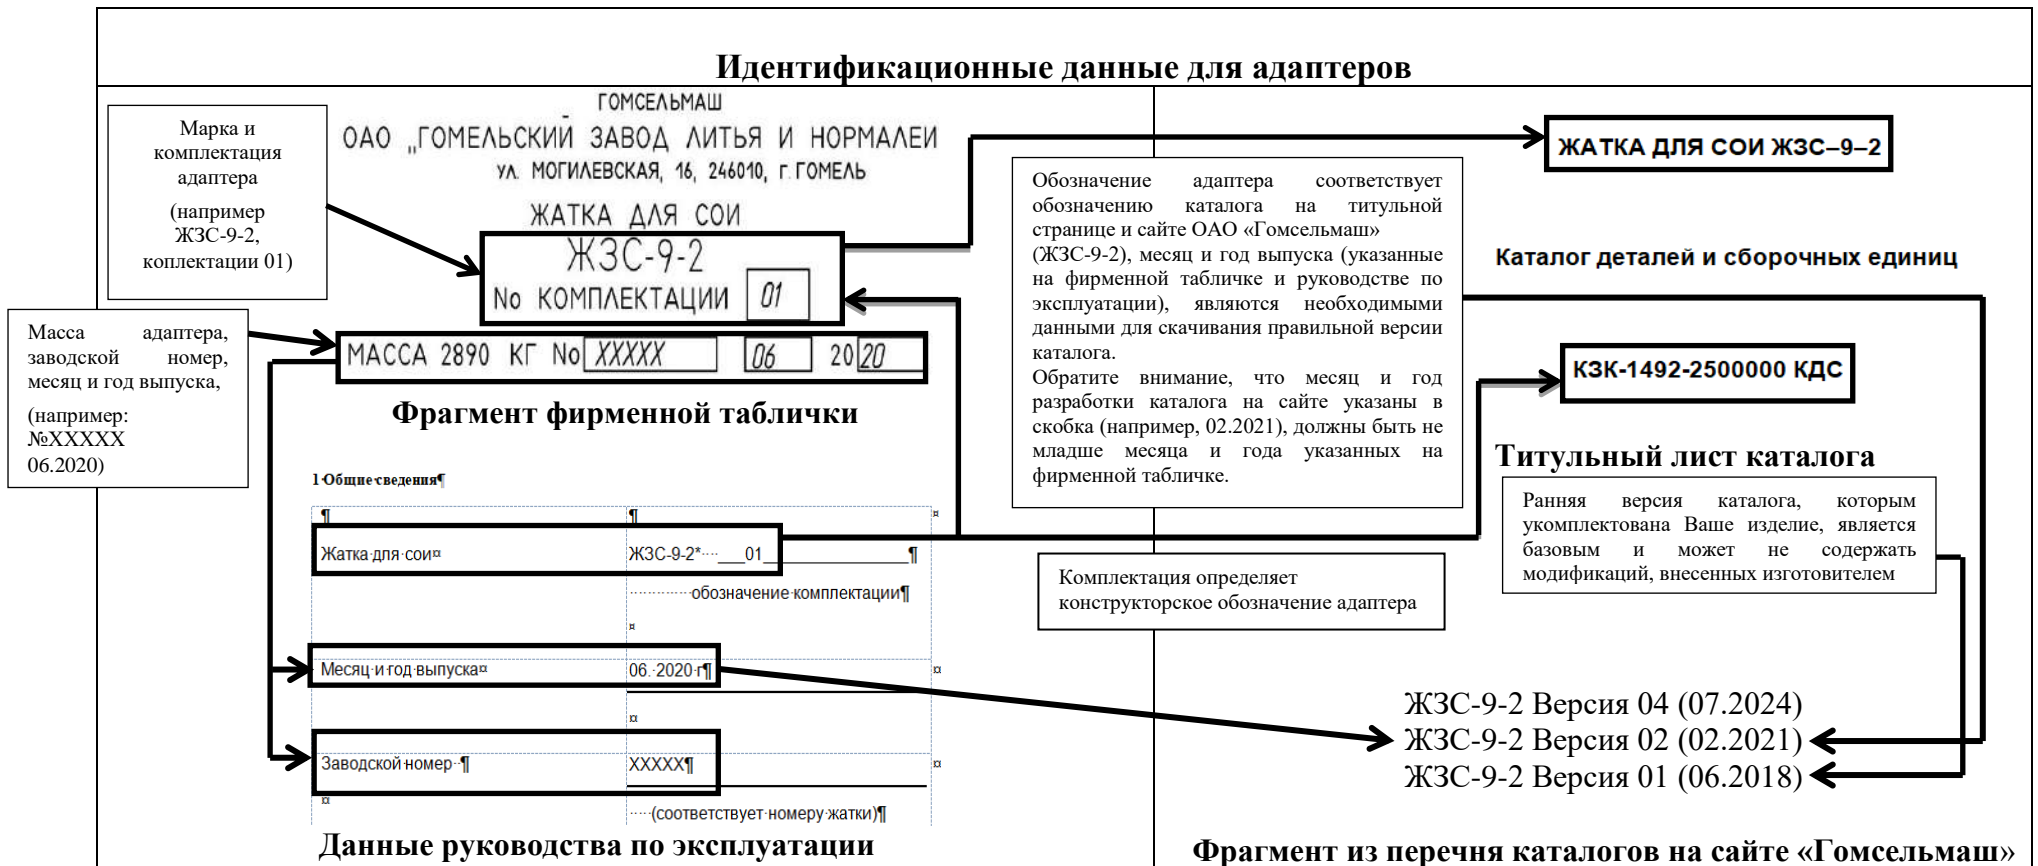 Идентификационные данные для адаптеров
Марка и
комплектация
адаптера
(например
ЖЗС-9-2,
коплектации 01)
Масса адаптера,
заводской номер,
месяц и год выпуска,
(например:
№XXXXX
06.2020)
ГОМСЕЛЬМАШ
ОАО „ГОМЕЛЬСКИЙ ЗАВОД ЛИТЬЯ И НОРМАЛЕИ
УЛ. МОГИЛЕВСКАЯ, 16, 246010, г. ГОМЕЛЬ
ЖАТКА ДЛЯ СОИ
ЖЗС-9-2
No КОМПЛЕКТАЦИИ 01
МАССА 2890 КГ No XXXXX 06 20 20
Фрагмент фирменной таблички
1·Общие·сведения¶
¶ ¶ ¤
Жатка·для·сои¤ ЖЗС-9-2*···· ___01___________________¶
·············обозначение·комплектации¶
¤
Месяц·и·год·выпуска¤ 06.·2020·г¶ ¤
¤
Заводской·номер··¶ XXXXX¶ ¤
¤
·····(соответствует·номеру·жатки)¶
Данные руководства по эксплуатации
Обозначение адаптера соответствует
обозначению каталога на титульной
странице и сайте ОАО «Гомсельмаш»
(ЖЗС-9-2), месяц и год выпуска (указанные
на фирменной табличке и руководстве по
эксплуатации), являются необходимыми
данными для скачивания правильной версии
каталога.
Обратите внимание, что месяц и год
разработки каталога на сайте указаны в
скобка (например, 02.2021), должны быть не
младше месяца и года указанных на
фирменной табличке.
Комплектация определяет
конструкторское обозначение адаптера
ЖАТКА ДЛЯ СОИ ЖЗС–9–2
Каталог деталей и сборочных единиц
КЗК-1492-2500000 КДС
Титульный лист каталога
Ранняя версия каталога, которым
укомплектована Ваше изделие, является
базовым и может не содержать
модификаций, внесенных изготовителем
ЖЗС-9-2 Версия 04 (07.2024)
ЖЗС-9-2 Версия 02 (02.2021)
ЖЗС-9-2 Версия 01 (06.2018)
Фрагмент из перечня каталогов на сайте «Гомсельмаш»